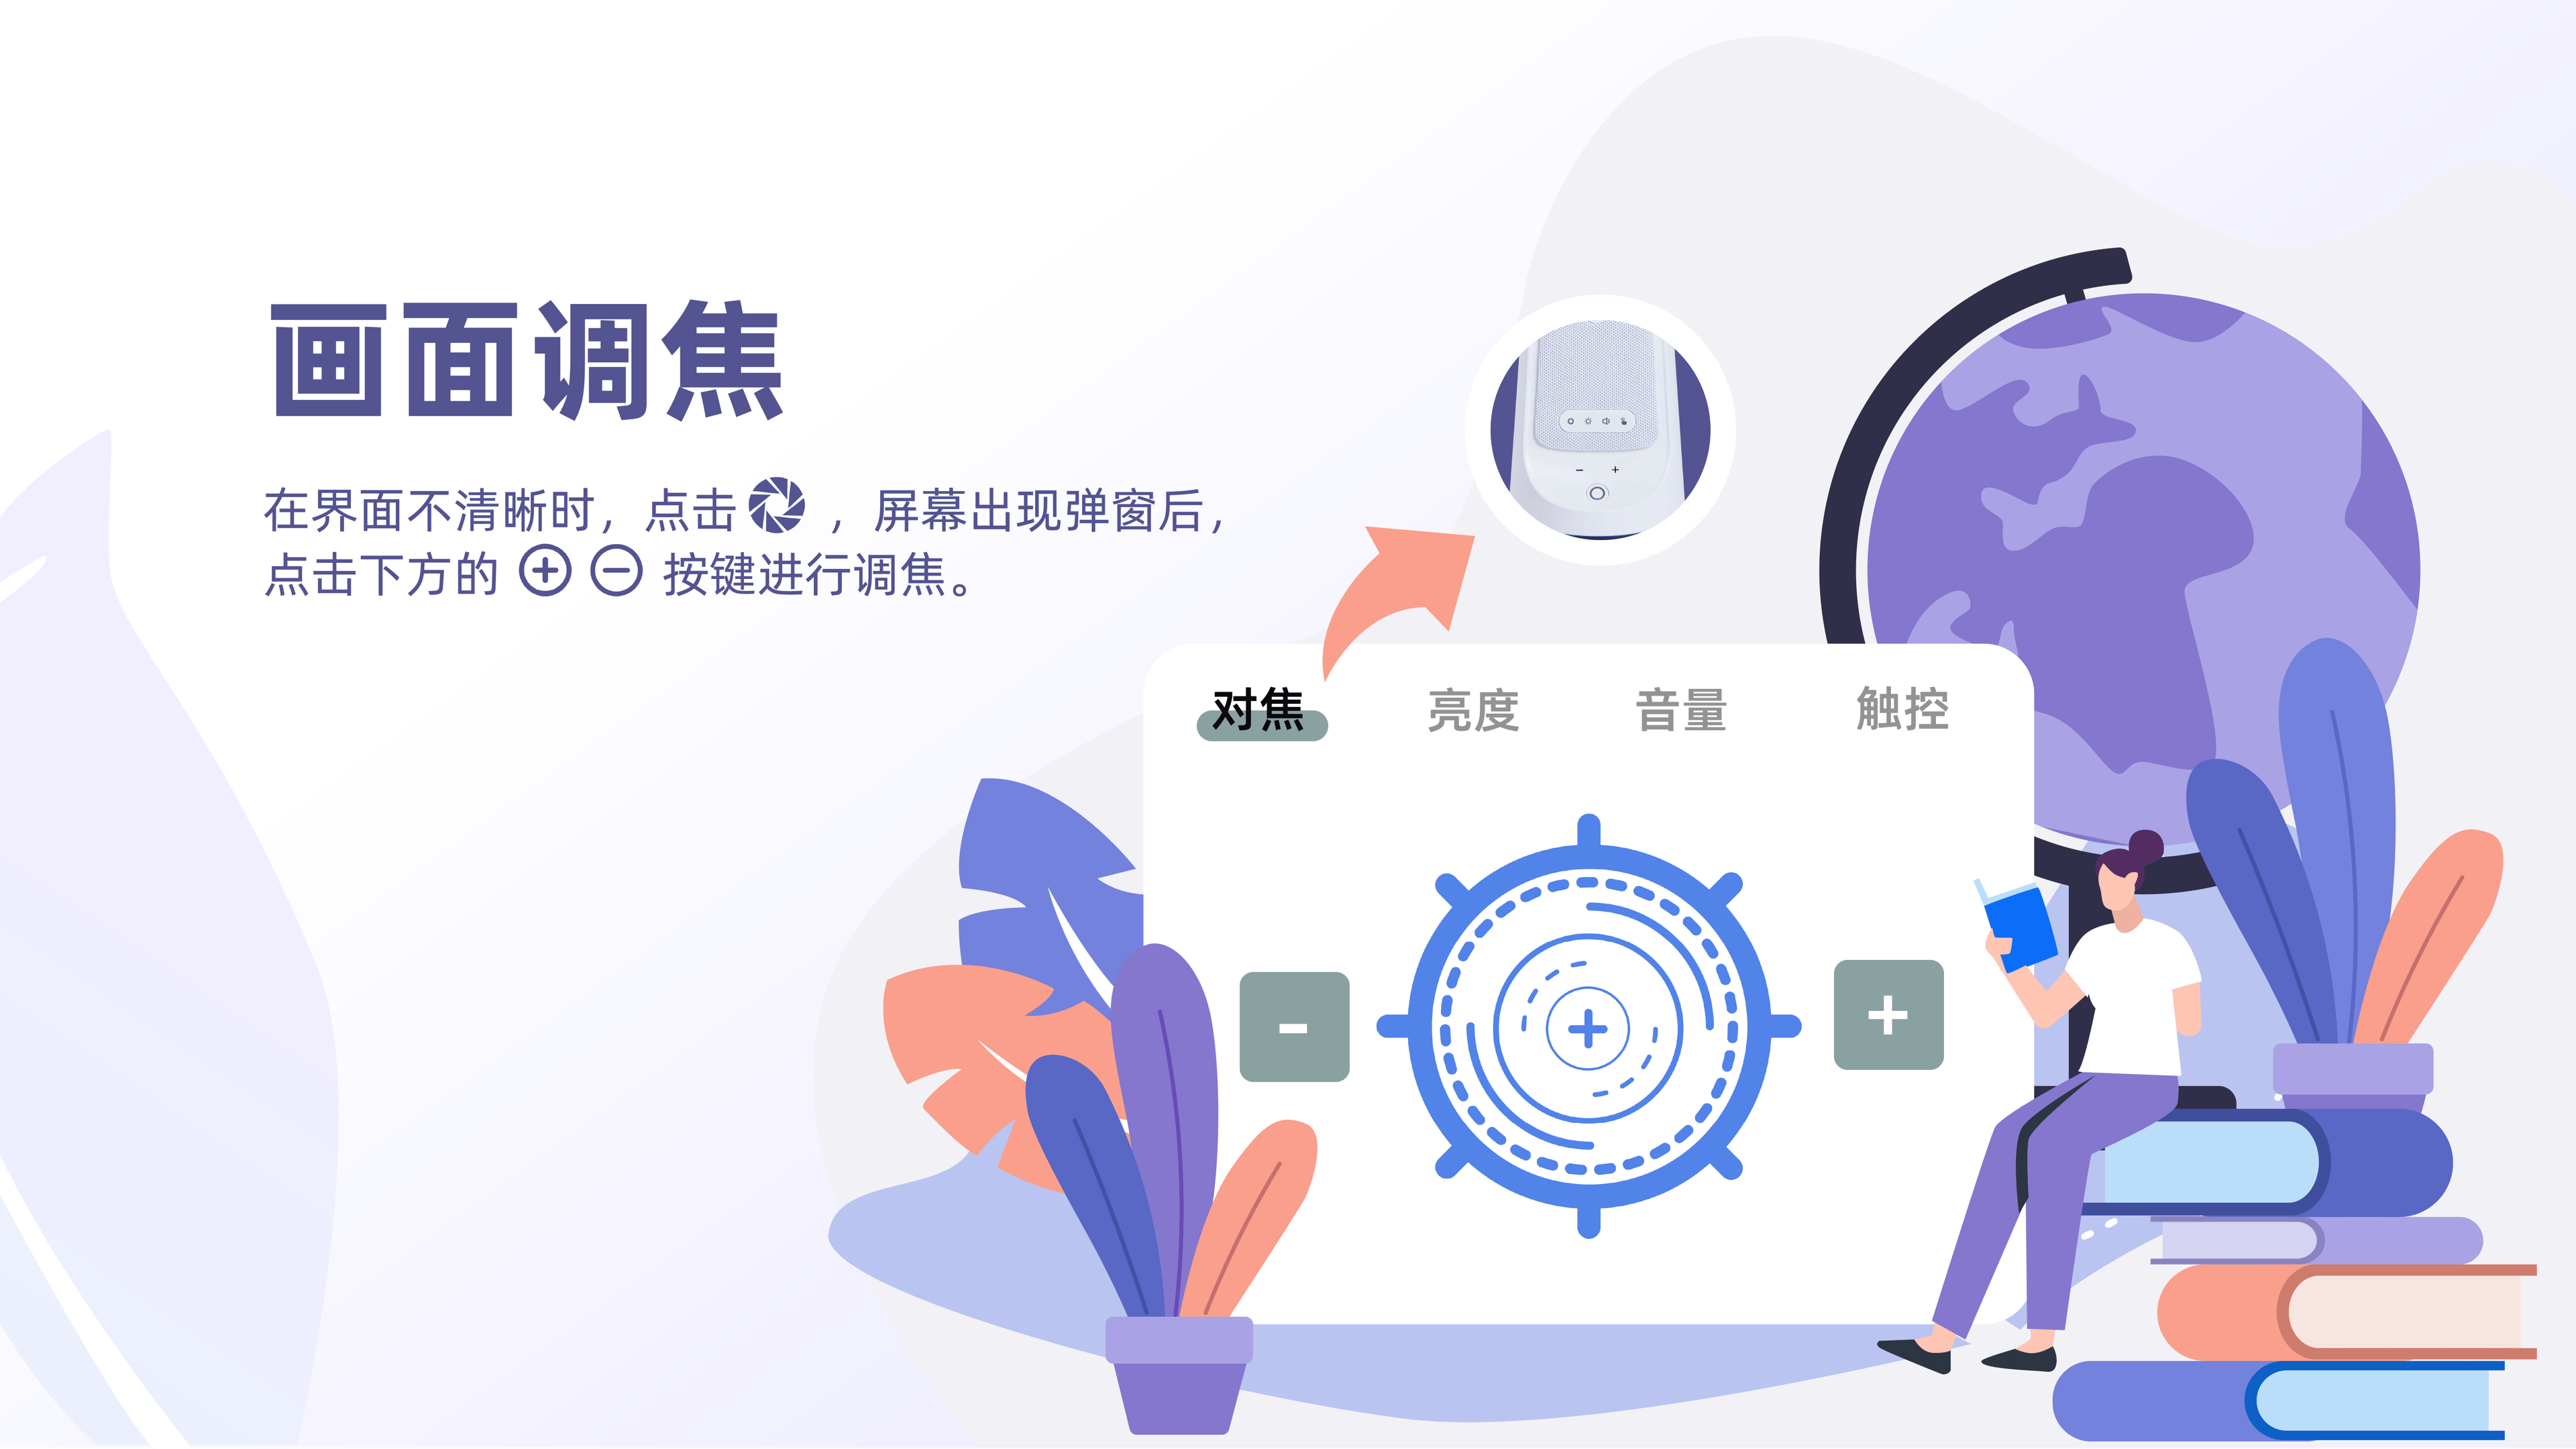 画面调焦
在界面不清晰时，点击 ，屏幕出现弹窗后，
点击下方的 ⊕ ⊖ 按键进行调焦。
− +
对焦 亮度 音量 触控
- + +